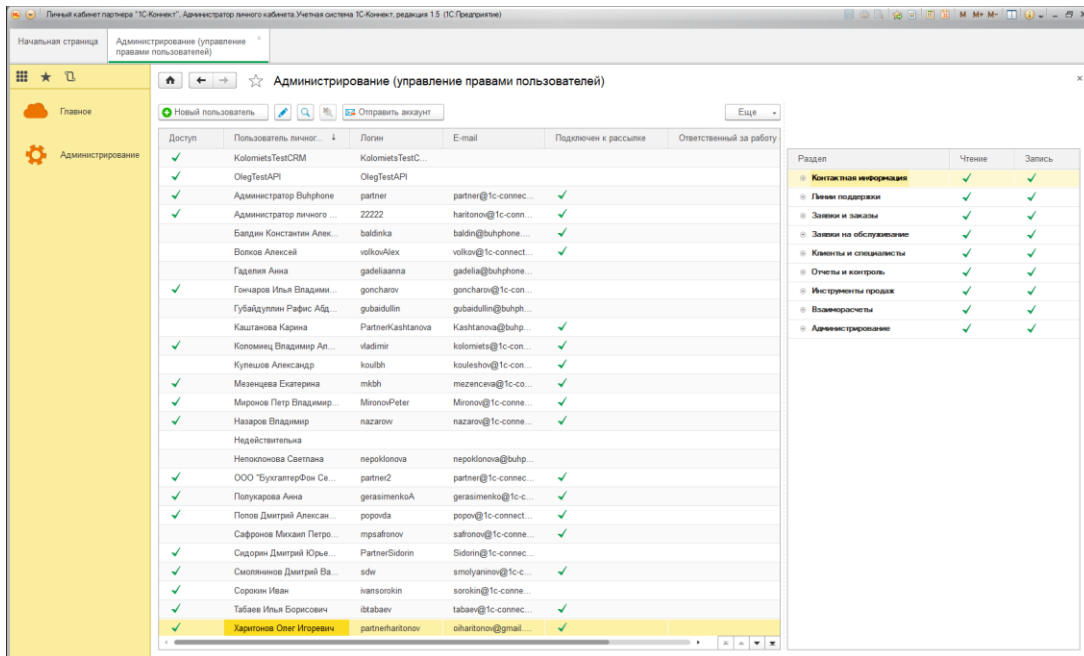 Личный кабинет партнера "1С-Коннект", Администратор личного кабинета.Учетная система 1С-Коннект, редакция 1.5 (1С:Предприятие)
M M+ M-
Начальная страница
Администрирование (управление
правами пользователей)
Главное
Администрирование
Администрирование (управление правами пользователей)
Новый пользователь
Отправить аккаунт
Еще
Доступ Пользователь личног... ↓ Логин E-mail Подключен к рассылке Ответственный за работу
KolomietsTestCRM KolomietsTestC...
OlegTestAPI OlegTestAPI
Администратор Buhphone partner partner@1c-connec...
Администратор личного ... 22222 haritonov@1c-conn...
Балдин Константин Алек... baldinka baldin@buhphone....
Волков Алексей volkovAlex volkov@1c-connect...
Гаделия Анна gadeliaanna gadelia@buhphone...
Гончаров Илья Владими... goncharov goncharov@1c-con...
Губайдуллин Рафис Абд... gubaidullin gubaidullin@buhph...
Каштанова Карина PartnerKashtanova Kashtanova@buhp...
Коломиец Владимир Ал... vladimir kolomiets@1c-con...
Кулешов Александр koulbh kouleshov@1c-con...
Мезенцева Екатерина mkbh mezenceva@1c-co...
Миронов Петр Владимир... MironovPeter Mironov@1c-conne...
Назаров Владимир nazarovv nazarov@1c-conne...
Недействительна
Непоклонова Светлана nepoklonova nepoklonova@buhp...
ООО "БухгалтерФон Се... partner2 partner@1c-connec...
Полукарова Анна gerasimenkoA gerasimenko@1c-c...
Попов Дмитрий Алексан... popovda popov@1c-connect...
Сафронов Михаил Петро... mpsafronov safronov@1c-conne...
Сидорин Дмитрий Юрье... PartnerSidorin Sidorin@1c-connec...
Смолянинов Дмитрий Ва... sdw smolyaninov@1c-c...
Сорокин Иван ivansorokin sorokin@1c-conne...
Табаев Илья Борисович ibtabaev tabaev@1c-connec...
Харитонов Олег Игоревич partnerharitonov oiharitonov@gmail....
Раздел Чтение Запись
Контактная информация
Линии поддержки
Заявки и заказы
Заявки на обслуживание
Клиенты и специалисты
Отчеты и контроль
Инструменты продаж
Взаиморасчеты
Администрирование